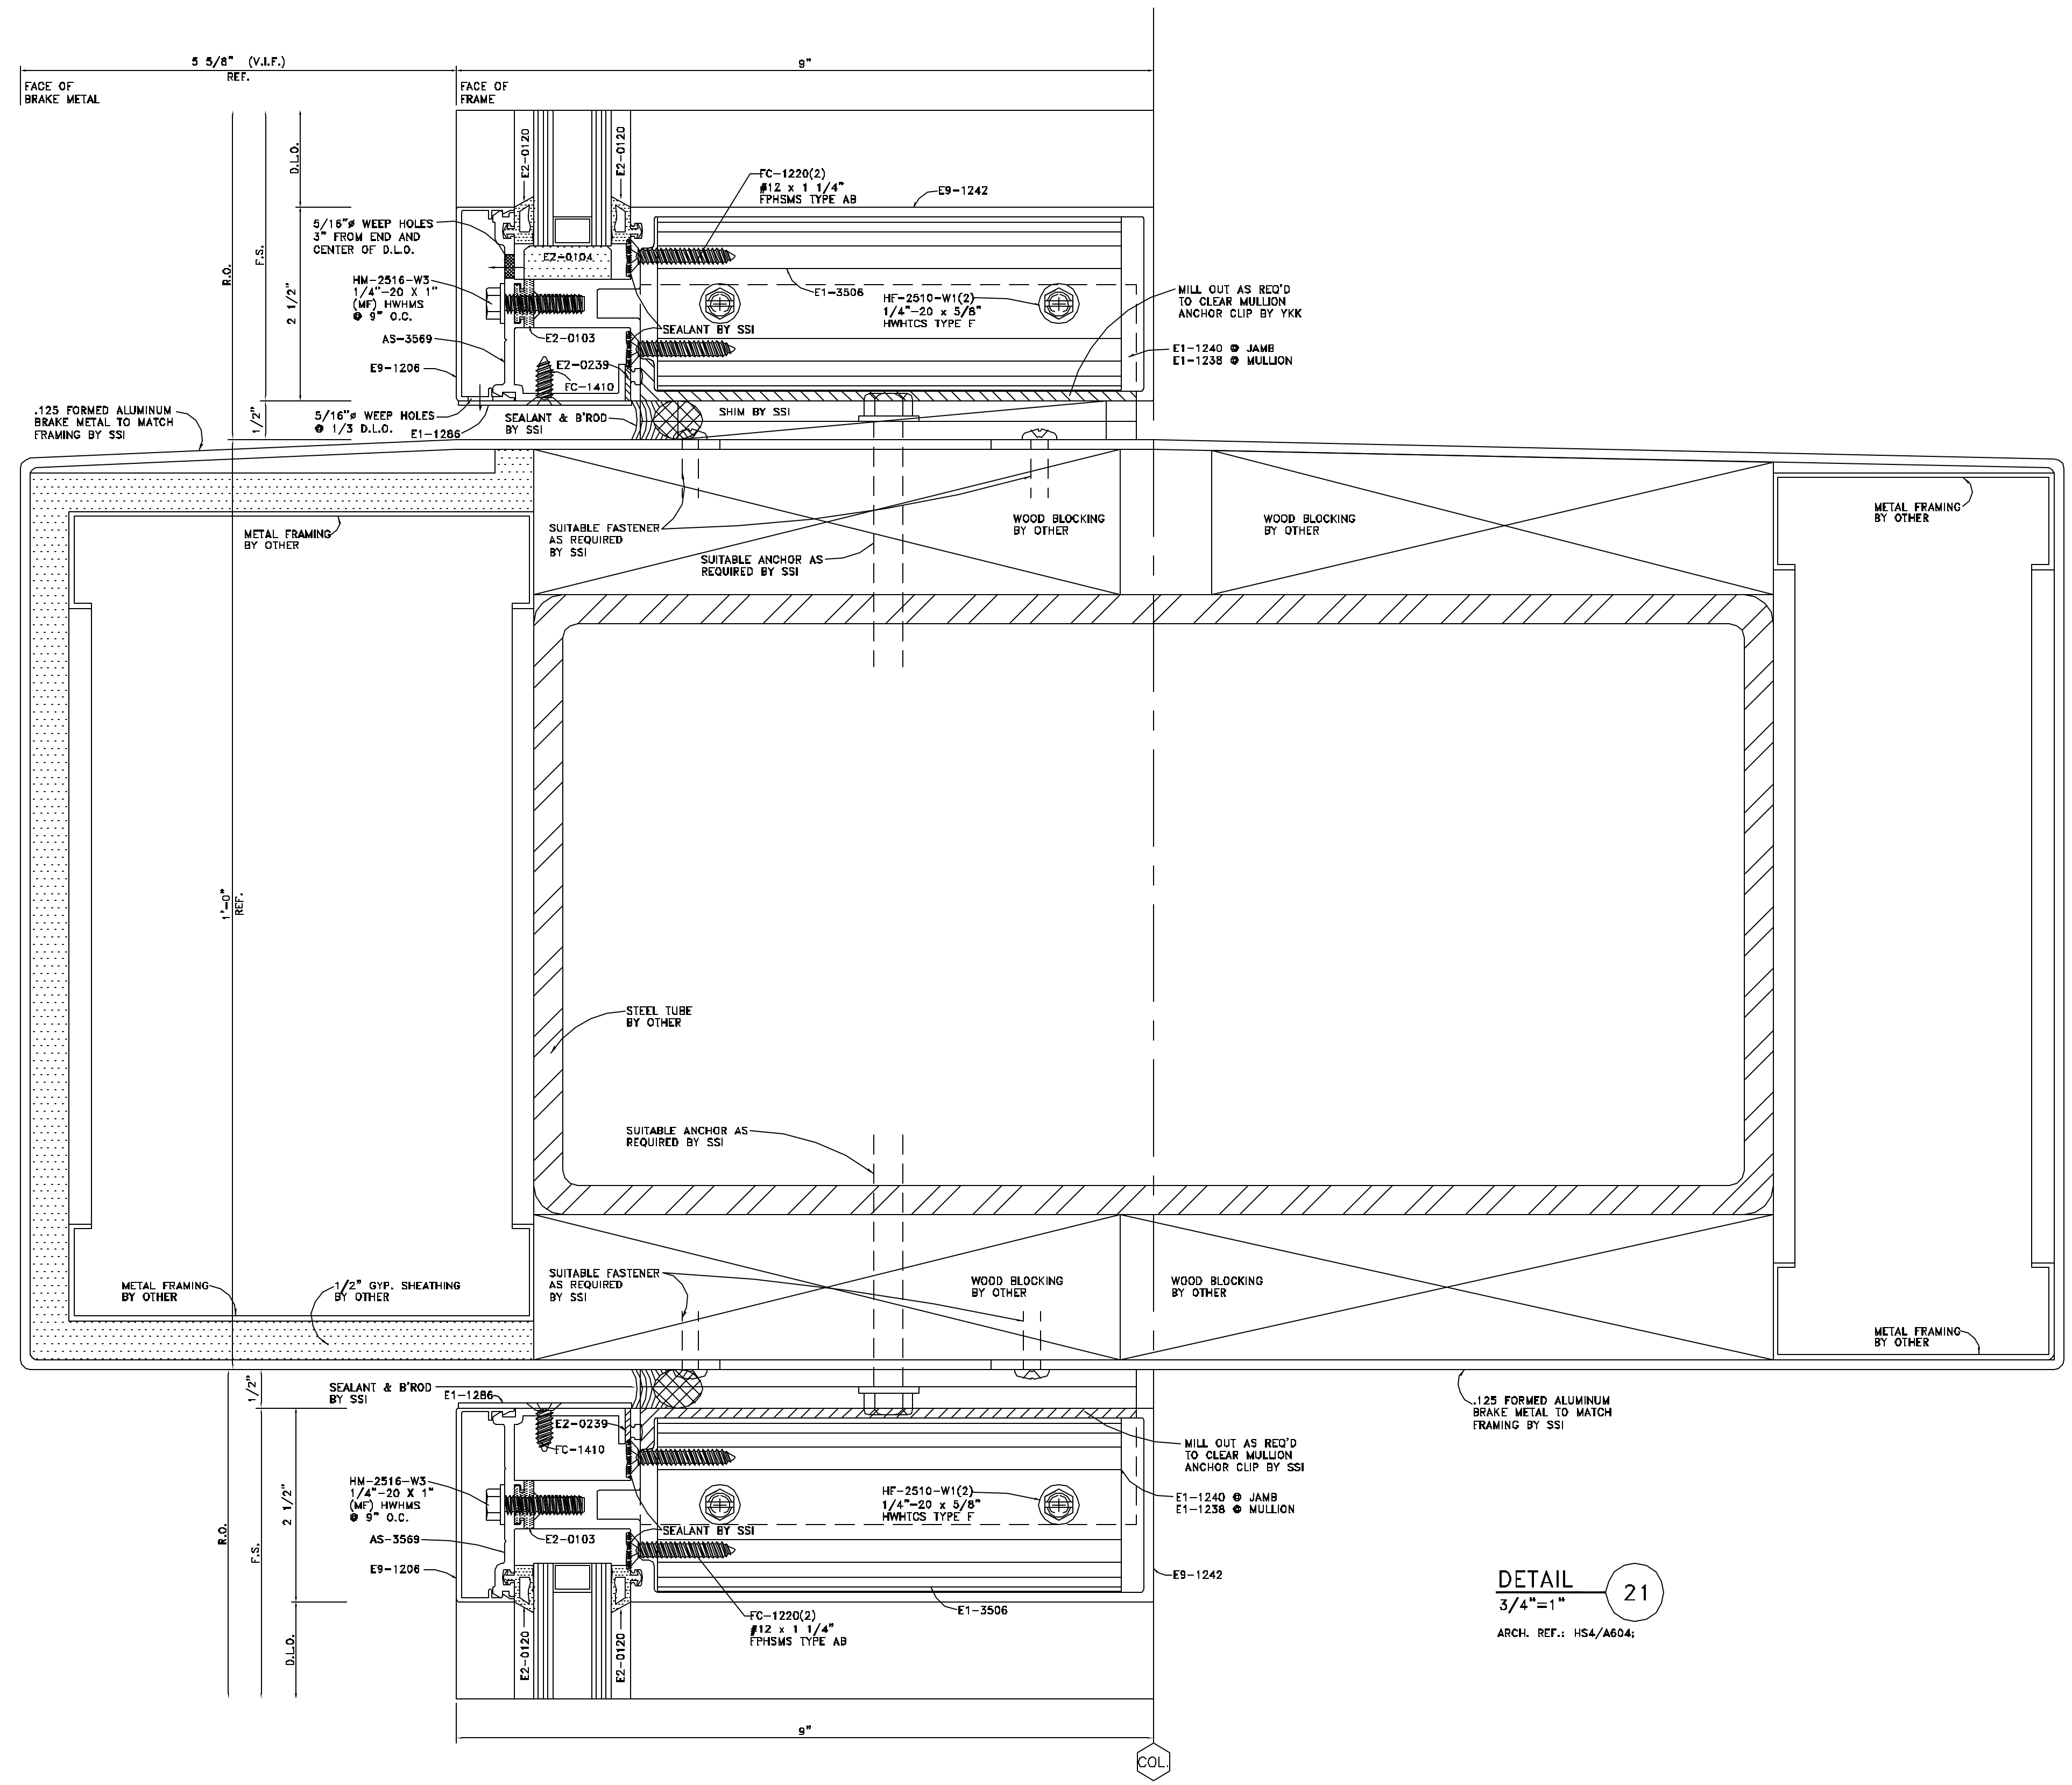 5 5/8" (V.I.F.)
REF.
9"
FACE OF
BRAKE METAL
FACE OF
FRAME
D.L.O.
E2-0120
E2-0120
FC-1220(2)
#12 x 1 1/4"
FPHSMS TYPE AB
E9-1242
5/16"ø WEEP HOLES
3" FROM END AND
CENTER OF D.L.O.
R.O.
F.S.
2 1/2"
E2-0104
HM-2516-W3
1/4"-20 X 1"
(MF) HWHMS
@ 9" O.C.
E1-3506
HF-2510-W1(2)
1/4"-20 x 5/8"
HWHTCS TYPE F
MILL OUT AS REQ'D
TO CLEAR MULLION
ANCHOR CLIP BY YKK
SEALANT BY SSI
AS-3569
E2-0103
E1-1240 @ JAMB
E1-1238 @ MULLION
E9-1206
E2-0239
FC-1410
.125 FORMED ALUMINUM
BRAKE METAL TO MATCH
FRAMING BY SSI
1/2"
5/16"ø WEEP HOLES
@ 1/3 D.L.O.
E1-1286
SEALANT & B'ROD
BY SSI
SHIM BY SSI
METAL FRAMING
BY OTHER
SUITABLE FASTENER
AS REQUIRED
BY SSI
WOOD BLOCKING
BY OTHER
WOOD BLOCKING
BY OTHER
METAL FRAMING
BY OTHER
SUITABLE ANCHOR AS
REQUIRED BY SSI
1'-0"
REF.
STEEL TUBE
BY OTHER
SUITABLE ANCHOR AS
REQUIRED BY SSI
METAL FRAMING
BY OTHER
1/2" GYP. SHEATHING
BY OTHER
SUITABLE FASTENER
AS REQUIRED
BY SSI
WOOD BLOCKING
BY OTHER
WOOD BLOCKING
BY OTHER
METAL FRAMING
BY OTHER
1/2"
SEALANT & B'ROD
BY SSI
E1-1286
.125 FORMED ALUMINUM
BRAKE METAL TO MATCH
FRAMING BY SSI
E2-0239
FC-1410
MILL OUT AS REQ'D
TO CLEAR MULLION
ANCHOR CLIP BY SSI
HM-2516-W3
1/4"-20 X 1"
(MF) HWHMS
@ 9" O.C.
2 1/2"
HF-2510-W1(2)
1/4"-20 x 5/8"
HWHTCS TYPE F
E1-1240 @ JAMB
E1-1238 @ MULLION
R.O.
F.S.
AS-3569
E2-0103
SEALANT BY SSI
E9-1206
E9-1242
E1-3506
FC-1220(2)
#12 x 1 1/4"
FPHSMS TYPE AB
D.L.O.
E2-0120
E2-0120
DETAIL
21
3/4"=1"
ARCH. REF.: HS4/A604;
9"
COL.